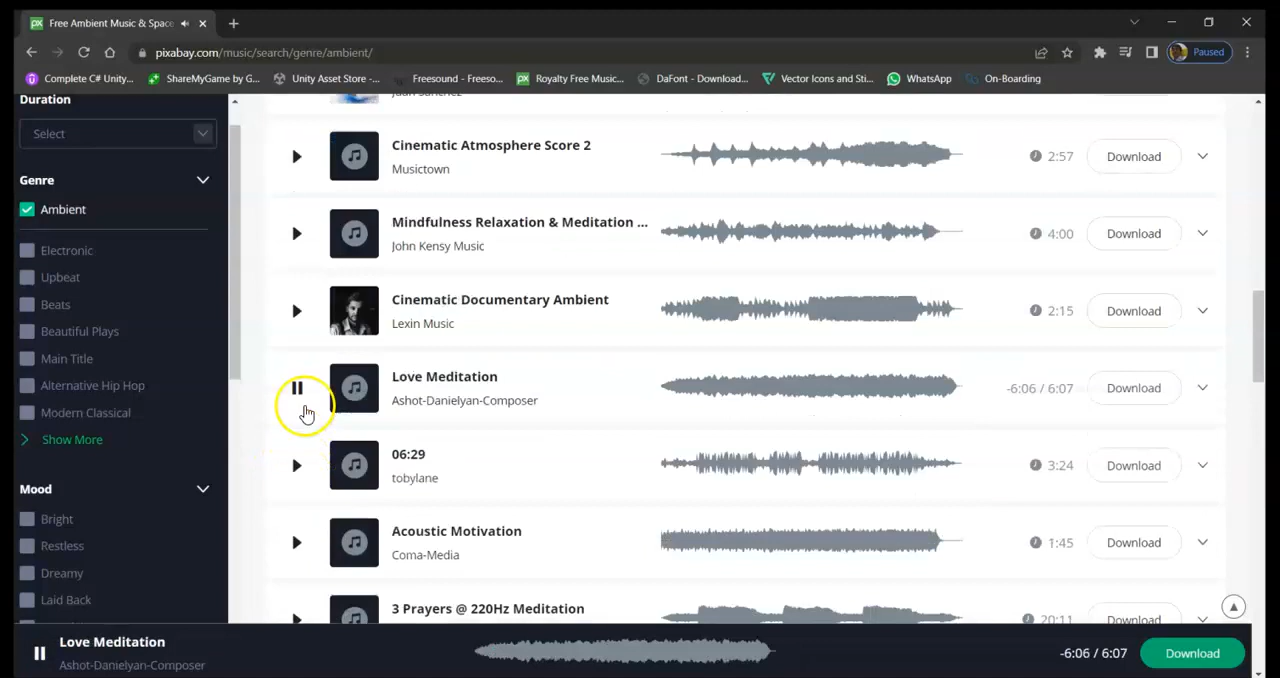 Free Ambient Music & Space
pixabay.com/music/search/genre/ambient/
Paused
Complete C# Unity...
ShareMyGame by G...
Unity Asset Store -...
Freesound - Freeso...
Royalty Free Music...
DaFont - Download...
Vector Icons and Sti...
WhatsApp
On-Boarding
Duration
Select
Genre
Ambient
Electronic
Upbeat
Beats
Beautiful Plays
Main Title
Alternative Hip Hop
Modern Classical
Show More
Mood
Bright
Restless
Dreamy
Laid Back
Juan Sanchez
Cinematic Atmosphere Score 2
Musictown
2:57
Download
Mindfulness Relaxation & Meditation ...
John Kensy Music
4:00
Download
Cinematic Documentary Ambient
Lexin Music
2:15
Download
Love Meditation
Ashot-Danielyan-Composer
-6:06 / 6:07
Download
06:29
tobylane
3:24
Download
Acoustic Motivation
Coma-Media
1:45
Download
3 Prayers @ 220Hz Meditation
20:11
Download
Love Meditation
Ashot-Danielyan-Composer
-6:06 / 6:07
Download